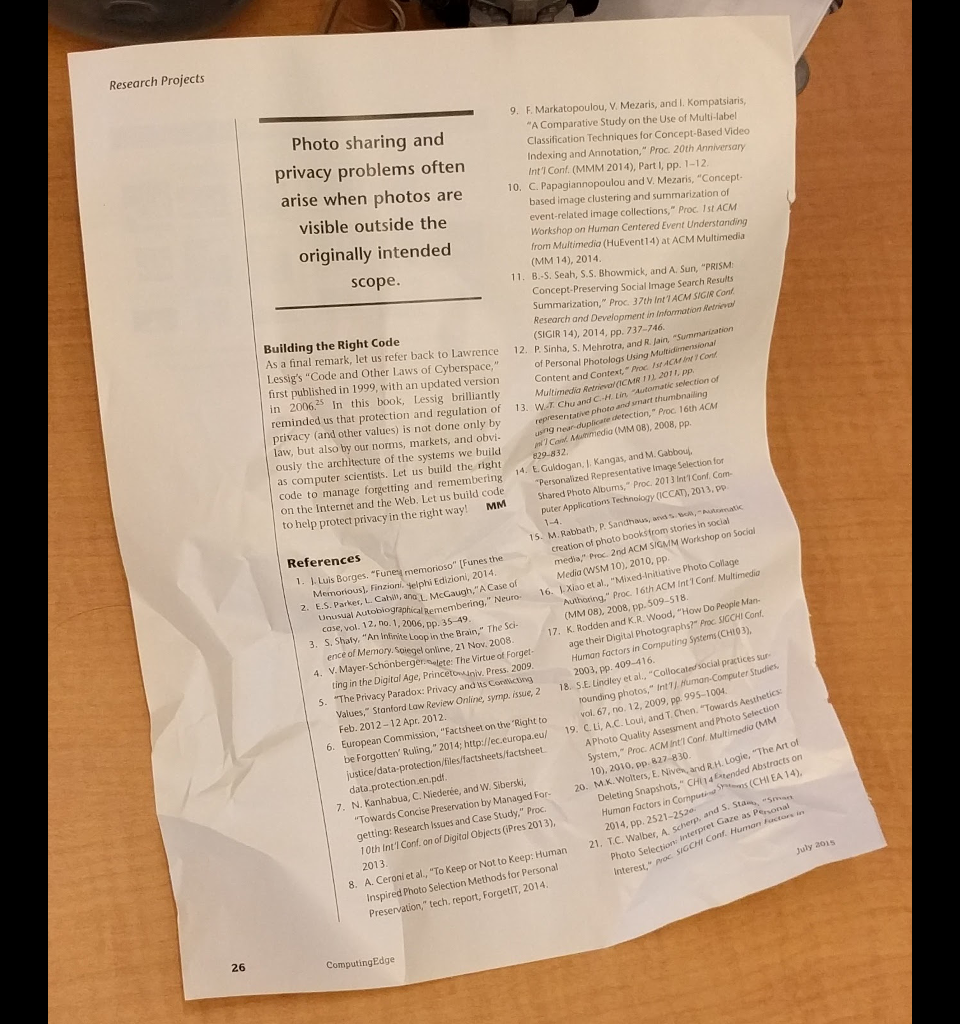 Research Projects
Photo sharing and
privacy problems often
arise when photos are
visible outside the
originally intended
scope.
Building the Right Code
As a final remark, let us refer back to Lawrence
Lessig's "Code and Other Laws of Cyberspace,"
first published in 1999, with an updated version
in 2006.25 In this book, Lessig brilliantly
reminded us that protection and regulation of
privacy (and other values) is not done only by
law, but also by our norms, markets, and obvi-
ously the architecture of the systems we build
as computer scientists. Let us build the right
code to manage forgetting and remembering
on the Internet and the Web. Let us build code
to help protect privacy in the right way! MM
References
1. J. Luis Borges. "Funes memorioso" [Funes the
Memorious], Finzioni, Adelphi Edizioni, 2014.
2. E.S. Parker, L. Cahill, and L. McGaugh, "A Case of
Unusual Autobiographical Remembering," Neuro-
case, vol. 12, no. 1, 2006, pp. 35–49.
3. S. Shafy, "An Infinite Loop in the Brain," The Sci-
ence of Memory, Spiegel online, 21 Nov. 2008.
4. V. Mayer-Schönberger, Delete: The Virtue of Forget-
ting in the Digital Age, Princeton Univ. Press. 2009.
5. "The Privacy Paradox: Privacy and Its Conflicting
Values," Stanford Law Review Online, symp. issue, 2
Feb. 2012 – 12 Apr. 2012.
6. European Commission, "Factsheet on the 'Right to
be Forgotten' Ruling," 2014; http://ec.europa.eu/
justice/data-protection/files/factsheets/factsheet_
data_protection_en.pdf.
7. N. Kanhabua, C. Niederée, and W. Siberski,
"Towards Concise Preservation by Managed For-
getting: Research Issues and Case Study," Proc.
10th Int'l Conf. on of Digital Objects (iPres 2013),
2013.
8. A. Ceroni et al., "To Keep or Not to Keep: Human
Inspired Photo Selection Methods for Personal
Preservation," tech. report, ForgetIT, 2014.
9. F. Markatopoulou, V. Mezaris, and I. Kompatsiaris,
"A Comparative Study on the Use of Multi-label
Classification Techniques for Concept-Based Video
Indexing and Annotation," Proc. 20th Anniversary
Int'l Conf. (MMM 2014), Part I, pp. 1–12.
10. C. Papagiannopoulou and V. Mezaris, "Concept-
based image clustering and summarization of
event-related image collections," Proc. 1st ACM
Workshop on Human Centered Event Understanding
from Multimedia (HuEvent14) at ACM Multimedia
(MM 14), 2014.
11. B.-S. Seah, S.S. Bhowmick, and A. Sun, "PRISM:
Concept-Preserving Social Image Search Results
Summarization," Proc. 37th Int'l ACM SIGIR Conf.
Research and Development in Information Retrieval
(SIGIR 14), 2014, pp. 737–746.
12. P. Sinha, S. Mehrotra, and R. Jain, "Summarization
of Personal Photologs Using Multidimensional
Content and Context," Proc. 1st ACM Int'l Conf.
Multimedia Retrieval (ICMR 11), 2011, pp.
13. W.-T. Chu and C.-H. Lin, "Automatic selection of
representative photo and smart thumbnailing
using near-duplicate detection," Proc. 16th ACM
Int'l Conf. Multimedia (MM 08), 2008, pp.
829–832.
14. E. Guldogan, J. Kangas, and M. Gabbouj,
"Personalized Representative Image Selection for
Shared Photo Albums," Proc. 2013 Int'l Conf. Com-
puter Applications Technology (ICCAT), 2013, pp.
1–4.
15. M. Rabbath, P. Sandhaus, and S. Boll, "Automatic
creation of photo books from stories in social
media," Proc. 2nd ACM SIGMM Workshop on Social
Media (WSM 10), 2010, pp.
16. J. Xiao et al., "Mixed-Initiative Photo Collage
Authoring," Proc. 16th ACM Int'l Conf. Multimedia
(MM 08), 2008, pp. 509–518.
17. K. Rodden and K.R. Wood, "How Do People Man-
age their Digital Photographs?" Proc. SIGCHI Conf.
Human Factors in Computing Systems (CHI03),
2003, pp. 409–416.
18. S.E. Lindley et al., "Collocated social practices sur-
rounding photos," Int'l J. Human-Computer Studies,
vol. 67, no. 12, 2009, pp. 995–1004.
19. C. Li, A.C. Loui, and T. Chen, "Towards Aesthetics:
A Photo Quality Assessment and Photo Selection
System," Proc. ACM Int'l Conf. Multimedia (MM
10), 2010, pp. 827–830.
20. M.K. Wolters, E. Niven, and R.H. Logie, "The Art of
Deleting Snapshots," CHI 14 Extended Abstracts on
Human Factors in Computing Systems (CHI EA 14),
2014, pp. 2521–2526.
21. T.C. Walber, A. Scherp, and S. Staab, "Smart
Photo Selection: Interpret Gaze as Personal
Interest," Proc. SIGCHI Conf. Human Factors in
26
ComputingEdge
July 2015